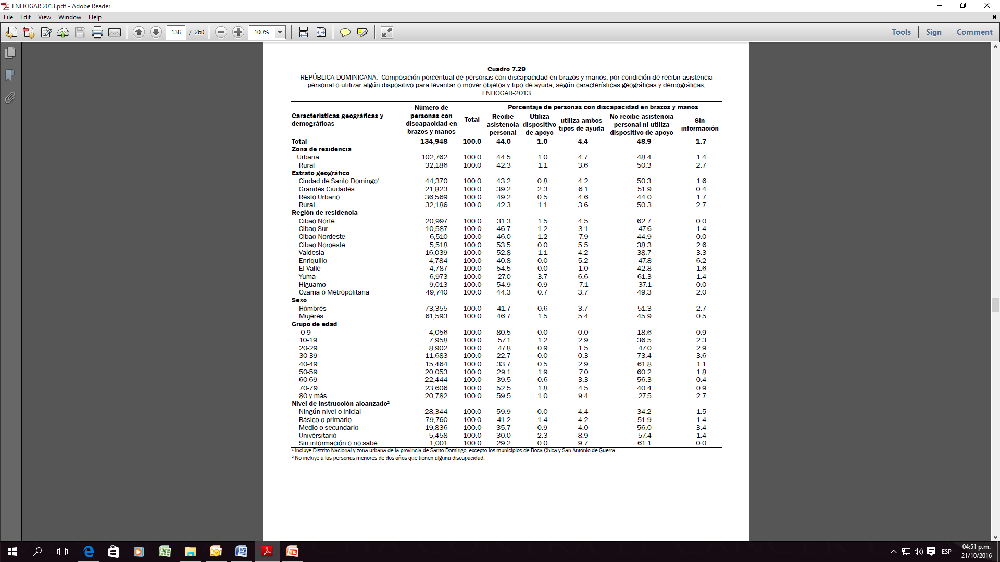 ENHOGAR 2013.pdf - Adobe Reader
File Edit View Window Help
138 / 260 100% Tools Sign Comment
Cuadro 7.29
REPÚBLICA DOMINICANA: Composición porcentual de personas con discapacidad en brazos y manos, por condición de recibir asistencia
personal o utilizar algún dispositivo para levantar o mover objetos y tipo de ayuda, según características geográficas y demográficas,
ENHOGAR-2013
Características geográficas y demográficas
Número de personas con discapacidad en brazos y manos
Total
Porcentaje de personas con discapacidad en brazos y manos
Recibe asistencia personal
Utiliza dispositivo de apoyo
utiliza ambos tipos de ayuda
No recibe asistencia personal ni utiliza dispositivo de apoyo
Sin información
Total 134,948 100.0 44.0 1.0 4.4 48.9 1.7
Zona de residencia
Urbana 102,762 100.0 44.5 1.0 4.7 48.4 1.4
Rural 32,186 100.0 42.3 1.1 3.6 50.3 2.7
Estrato geográfico
Ciudad de Santo Domingo¹ 44,370 100.0 43.2 0.8 4.2 50.3 1.6
Grandes Ciudades 21,823 100.0 39.2 2.3 6.1 51.9 0.4
Resto Urbano 36,569 100.0 49.2 0.5 4.6 44.0 1.7
Rural 32,186 100.0 42.3 1.1 3.6 50.3 2.7
Región de residencia
Cibao Norte 20,997 100.0 31.3 1.5 4.5 62.7 0.0
Cibao Sur 10,587 100.0 46.7 1.2 3.1 47.6 1.4
Cibao Nordeste 6,510 100.0 46.0 1.2 7.9 44.9 0.0
Cibao Noroeste 5,518 100.0 53.5 0.0 5.5 38.3 2.6
Valdesia 16,039 100.0 52.8 1.1 4.2 38.7 3.3
Enriquillo 4,784 100.0 40.8 0.0 5.2 47.8 6.2
El Valle 4,787 100.0 54.5 0.0 1.0 42.8 1.6
Yuma 6,973 100.0 27.0 3.7 6.6 61.3 1.4
Higuamo 9,013 100.0 54.9 0.9 7.1 37.1 0.0
Ozama o Metropolitana 49,740 100.0 44.3 0.7 3.7 49.3 2.0
Sexo
Hombres 73,355 100.0 41.7 0.6 3.7 51.3 2.7
Mujeres 61,593 100.0 46.7 1.5 5.4 45.9 0.5
Grupo de edad
0-9 4,056 100.0 80.5 0.0 0.0 18.6 0.9
10-19 7,958 100.0 57.1 1.2 2.9 36.5 2.3
20-29 8,902 100.0 47.8 0.9 1.5 47.0 2.9
30-39 11,683 100.0 22.7 0.0 0.3 73.4 3.6
40-49 15,464 100.0 33.7 0.5 2.9 61.8 1.1
50-59 20,053 100.0 29.1 1.9 7.0 60.2 1.8
60-69 22,444 100.0 39.5 0.6 3.3 56.3 0.4
70-79 23,606 100.0 52.5 1.8 4.5 40.4 0.9
80 y más 20,782 100.0 59.5 1.0 9.4 27.5 2.7
Nivel de instrucción alcanzado²
Ningún nivel o inicial 28,344 100.0 59.9 0.0 4.4 34.2 1.5
Básico o primario 79,760 100.0 41.2 1.4 4.2 51.9 1.4
Medio o secundario 19,836 100.0 35.7 0.9 4.0 56.0 3.4
Universitario 5,458 100.0 30.0 2.3 8.9 57.4 1.4
Sin información o no sabe 1,001 100.0 29.2 0.0 9.7 61.1 0.0
¹ Incluye Distrito Nacional y zona urbana de la provincia de Santo Domingo, excepto los municipios de Boca Chica y San Antonio de Guerra.
² No incluye a las personas menores de dos años que tienen alguna discapacidad.
ESP
04:51 p.m.
21/10/2016